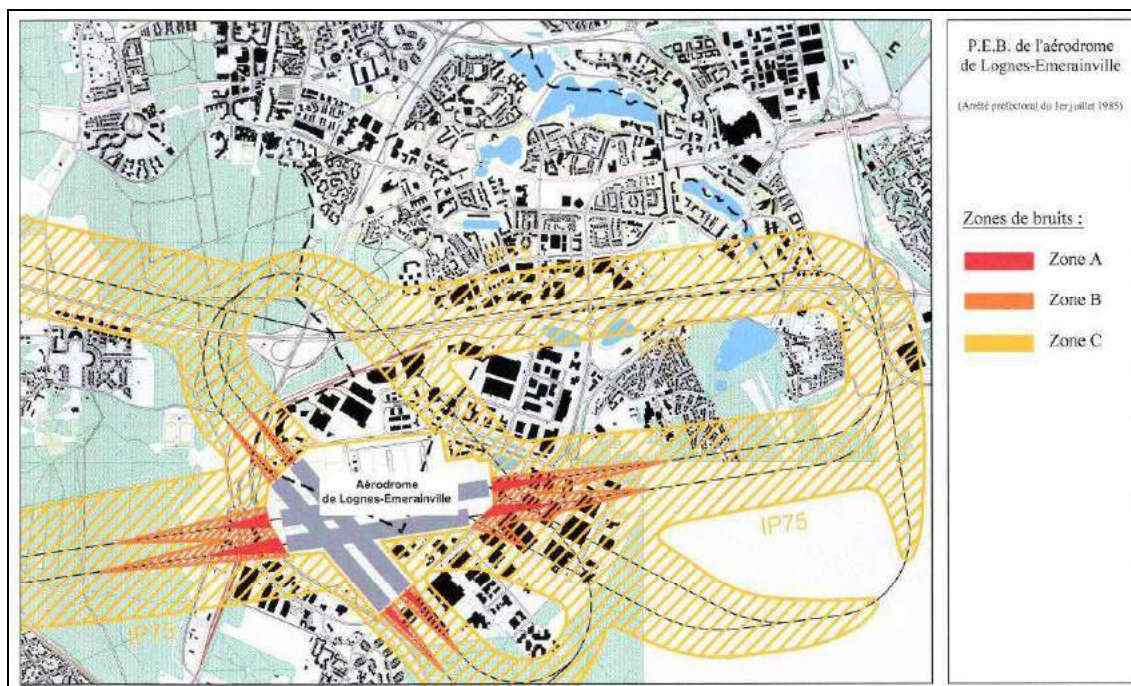 P.E.B. de l'aérodrome
de Lognes-Emerainville
(Arrêté préfectoral du 1er juillet 1985)
Zones de bruits :
Zone A
Zone B
Zone C
Aérodrome
de Lognes-Emerainville
IP75
IP75